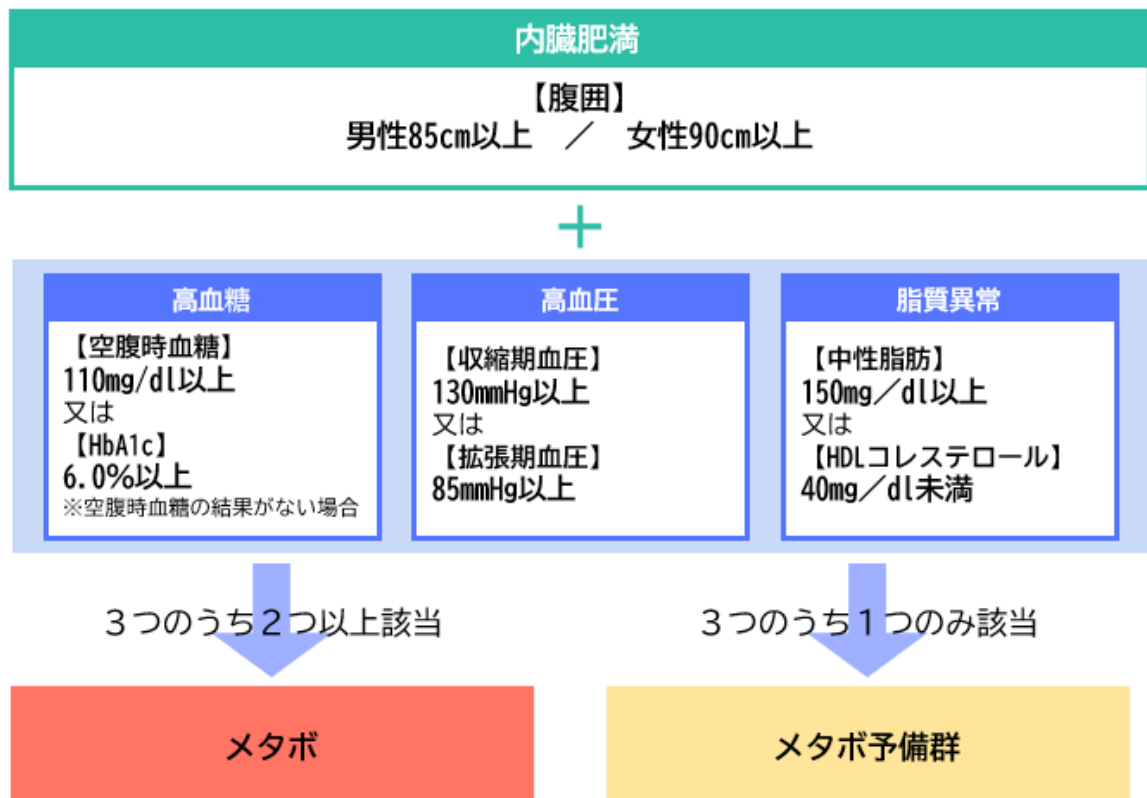 内臓肥満
【腹囲】
男性85cm以上 ／ 女性90cm以上
＋
高血糖
【空腹時血糖】
110mg/dl以上
又は
【HbA1c】
6.0%以上
※空腹時血糖の結果がない場合
高血圧
【収縮期血圧】
130mmHg以上
又は
【拡張期血圧】
85mmHg以上
脂質異常
【中性脂肪】
150mg／dl以上
又は
【HDLコレステロール】
40mg／dl未満
３つのうち２つ以上該当
３つのうち１つのみ該当
メタボ
メタボ予備群